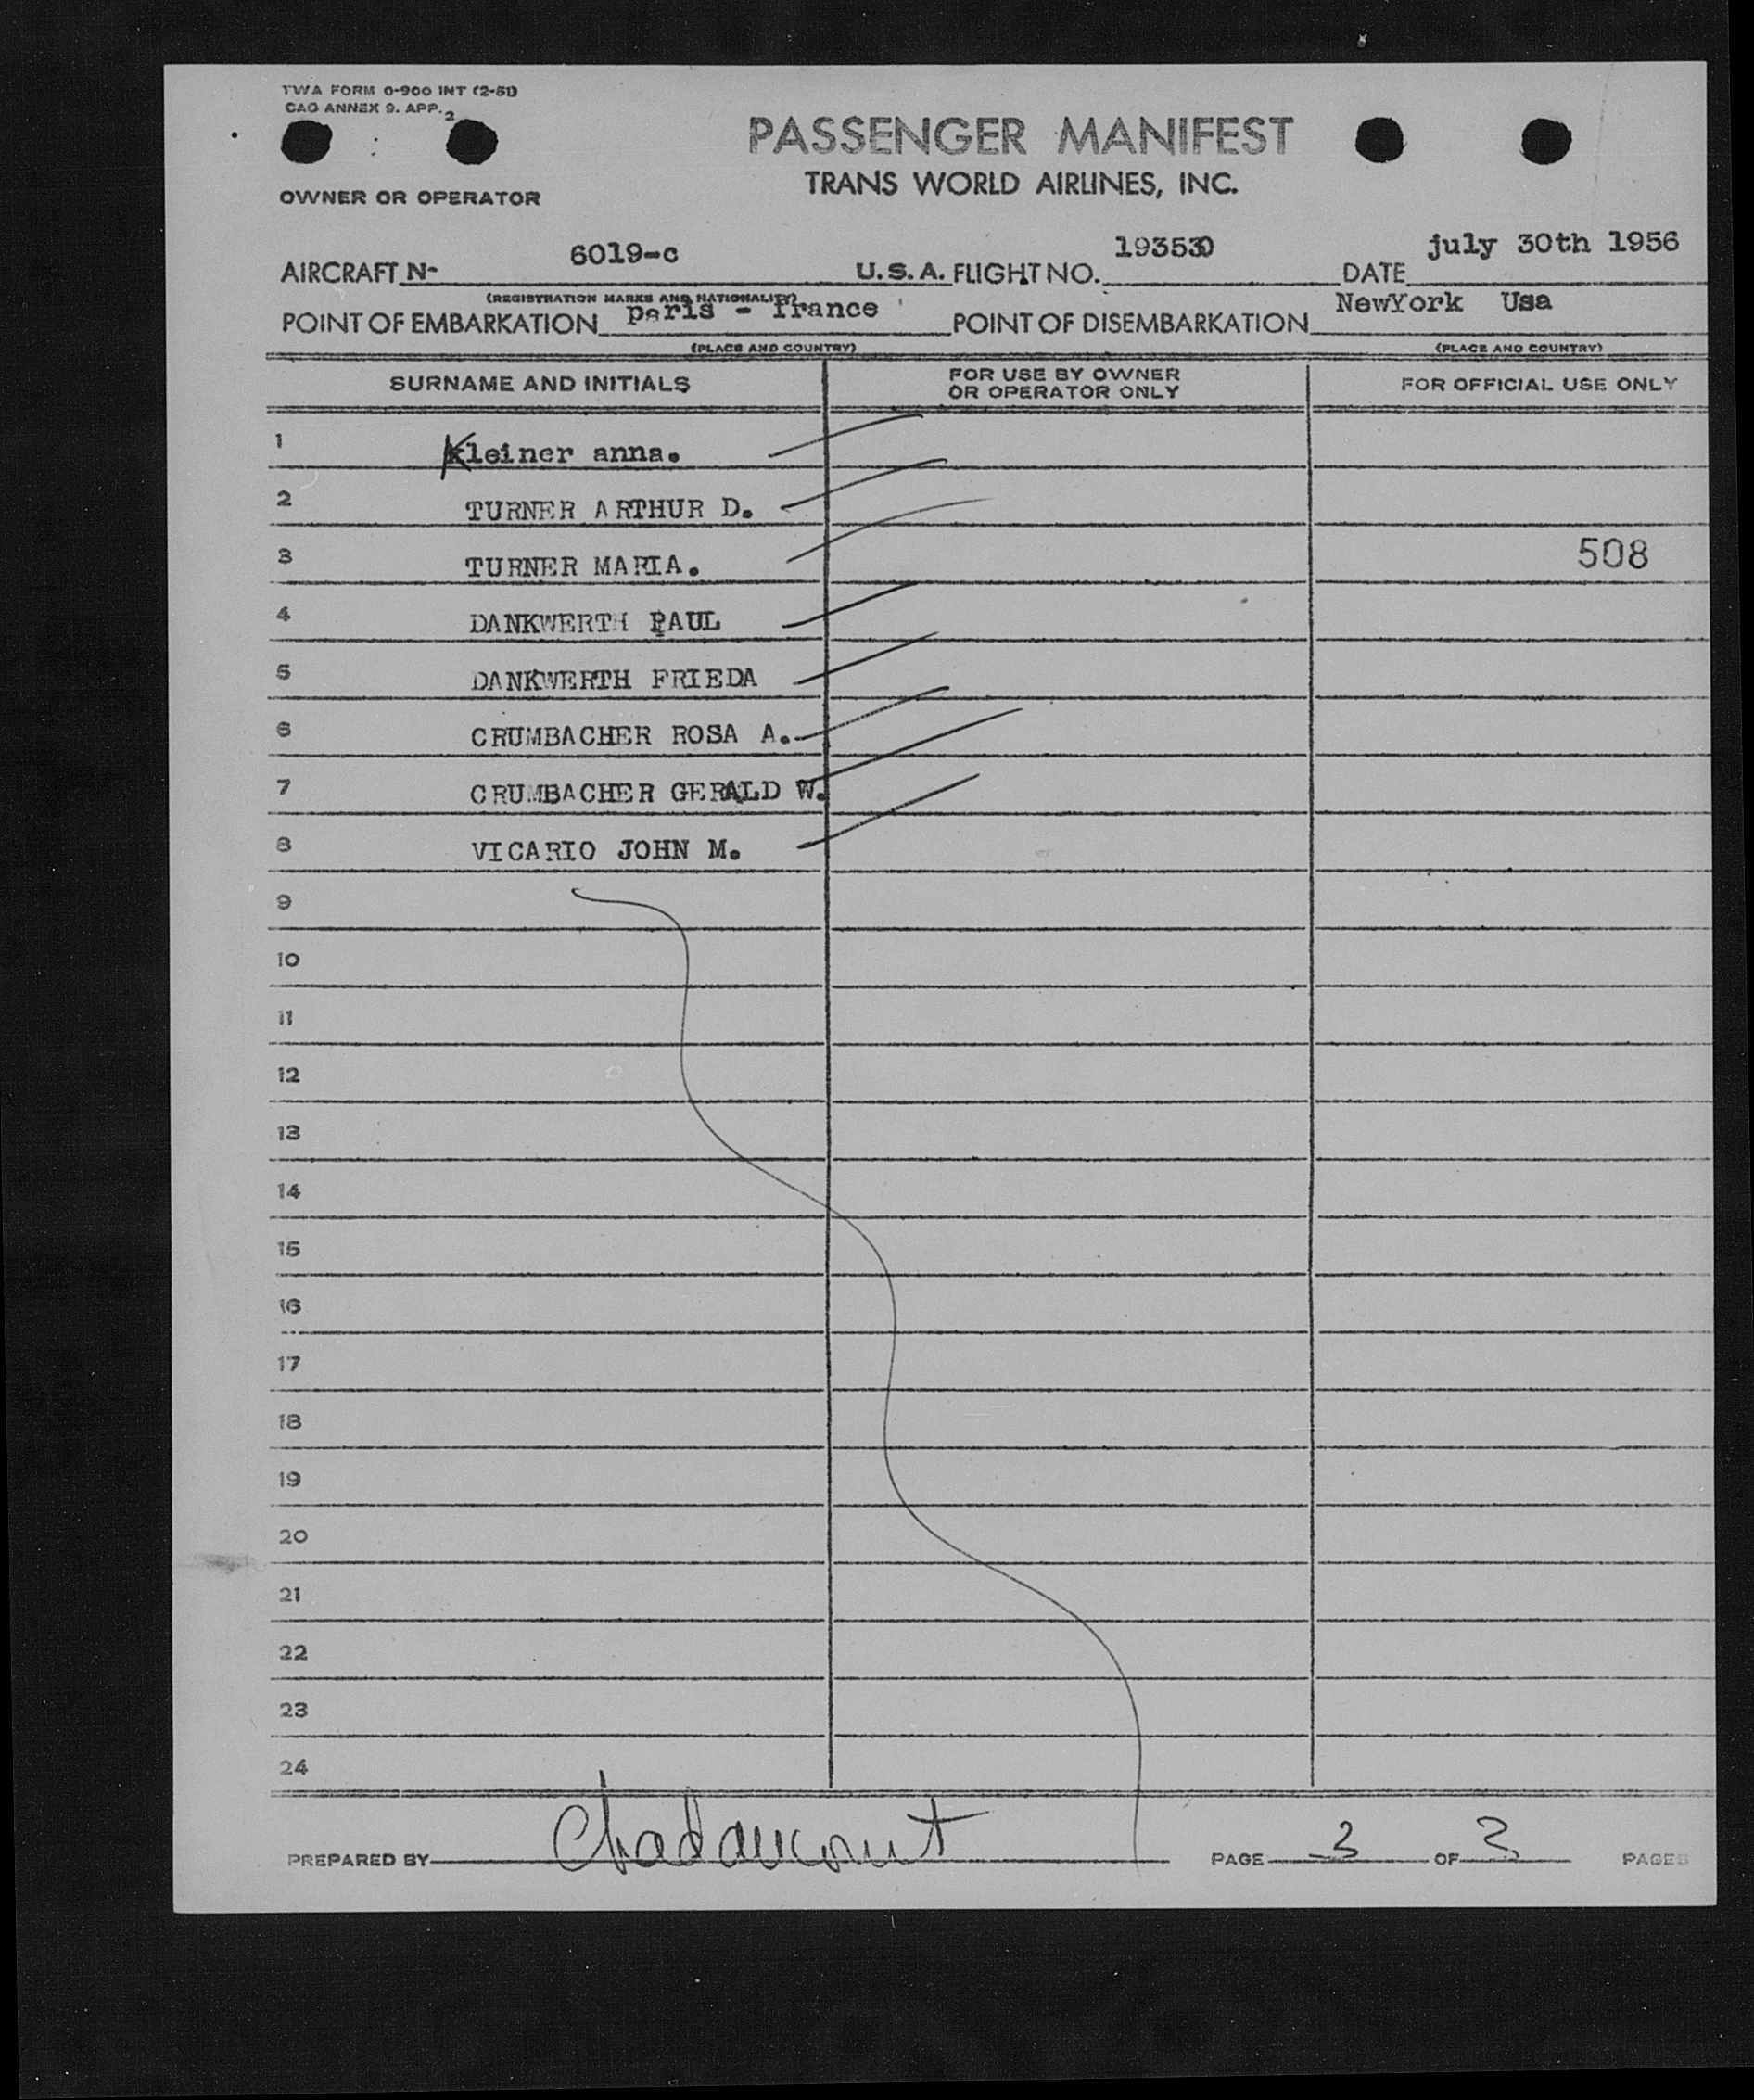 TWA FORM 0-900 INT (2-51)
CAO ANNEX 9. APP. 2
PASSENGER MANIFEST
TRANS WORLD AIRLINES, INC.
OWNER OR OPERATOR
AIRCRAFT N- 6019-c U.S.A. FLIGHT NO. DATE july 30th 1956
(REGISTRATION MARKS AND NATIONALITY)
POINT OF EMBARKATION paris - france POINT OF DISEMBARKATION NewYork Usa
(PLACE AND COUNTRY) (PLACE AND COUNTRY)
SURNAME AND INITIALS FOR USE BY OWNER OR OPERATOR ONLY FOR OFFICIAL USE ONLY
1 Kleiner anna.
2 TURNER ARTHUR D.
3 TURNER MARIA. 508
4 DANKWERTH PAUL
5 DANKWERTH FRIEDA
6 CRUMBACHER ROSA A.
7 CRUMBACHER GERALD W.
8 VICARIO JOHN M.
9
10
11
12
13
14
15
16
17
18
19
20
21
22
23
24
PREPARED BY PAGE OF PAGES